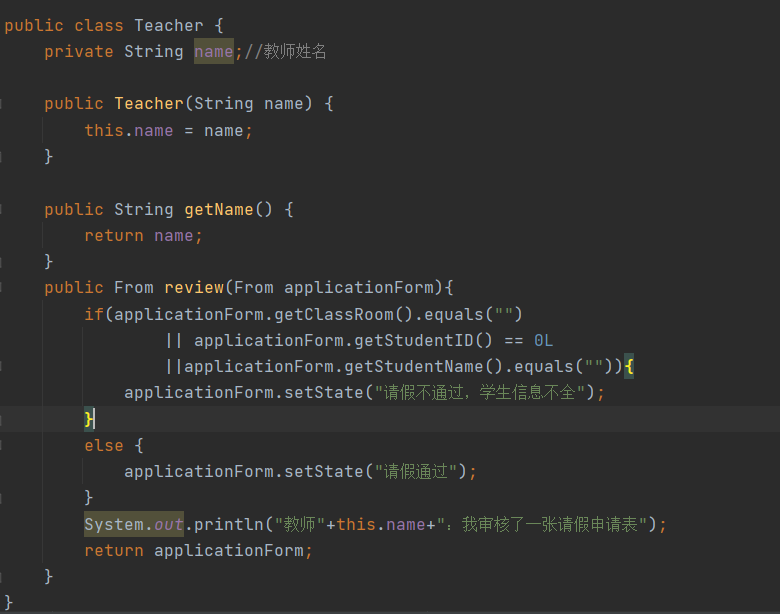 public class Teacher {
private String name;//教师姓名
public Teacher(String name) {
this.name = name;
}
public String getName() {
return name;
}
public From review(From applicationForm){
if(applicationForm.getClassRoom().equals("")
|| applicationForm.getStudentID() == 0L
||applicationForm.getStudentName().equals("")){
applicationForm.setState("请假不通过，学生信息不全");
}
else {
applicationForm.setState("请假通过");
}
System.out.println("教师"+this.name+"：我审核了一张请假申请表");
return applicationForm;
}
}